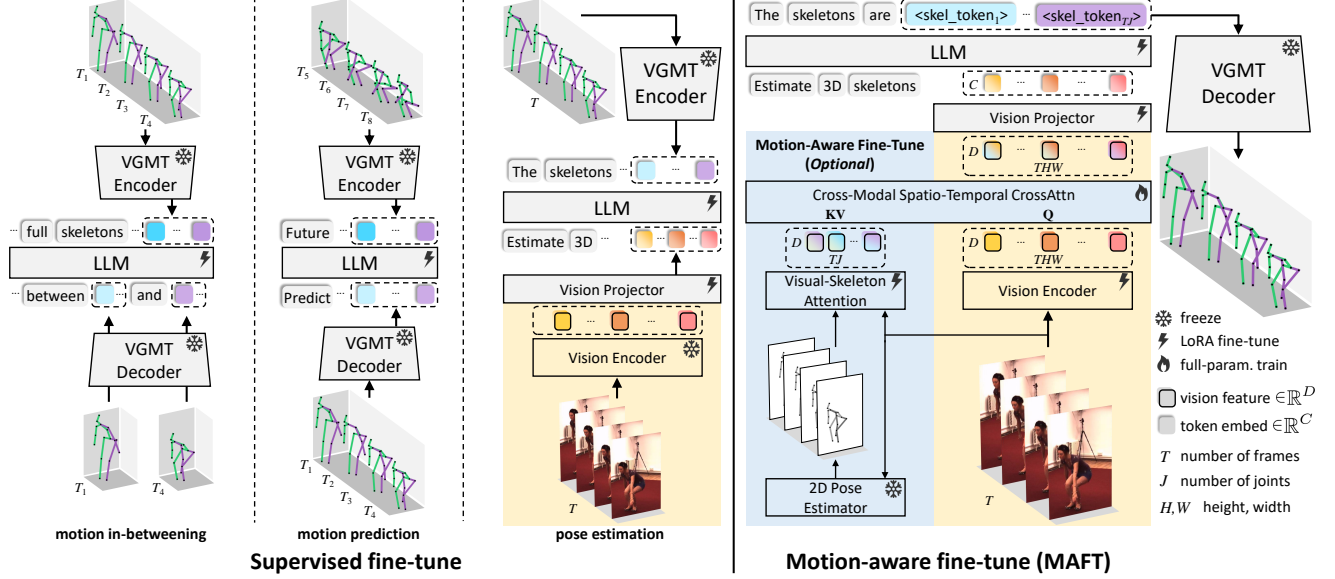 T1
T2
T3
T4
VGMT
Encoder
··· full skeletons ··· ···
LLM
··· between ··· and ···
VGMT
Decoder
T1
T4
motion in-betweening
T5
T6
T7
T8
VGMT
Encoder
Future ··· ···
LLM
Predict ··· ···
VGMT
Decoder
T1
T2
T3
T4
motion prediction
T
VGMT
Encoder
The skeletons ··· ···
LLM
Estimate 3D ··· ··· ···
Vision Projector
··· ···
Vision Encoder
T
pose estimation
Supervised fine-tune
The skeletons are <skel_token1> ··· <skel_tokenTJ>
LLM
Estimate 3D skeletons C ··· ···
Vision Projector
Motion-Aware Fine-Tune
(Optional)
D ··· ···
THW
Cross-Modal Spatio-Temporal CrossAttn
KV Q
D ···
TJ
D ··· ···
THW
Visual-Skeleton
Attention
Vision Encoder
2D Pose
Estimator
T
VGMT
Decoder
freeze
LoRA fine-tune
full-param. train
vision feature ∈ℝ^D
token embed ∈ℝ^C
T number of frames
J number of joints
H,W height, width
Motion-aware fine-tune (MAFT)